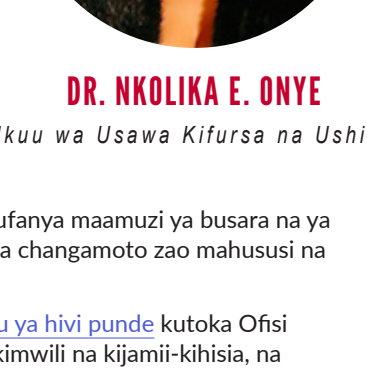 DR. NKOLIKA E. ONYE
kuu wa Usawa Kifursa na Ushi
ufanya maamuzi ya busara na ya
a changamoto zao mahususi na
u ya hivi punde kutoka Ofisi
kimwili na kijamii-kihisia, na